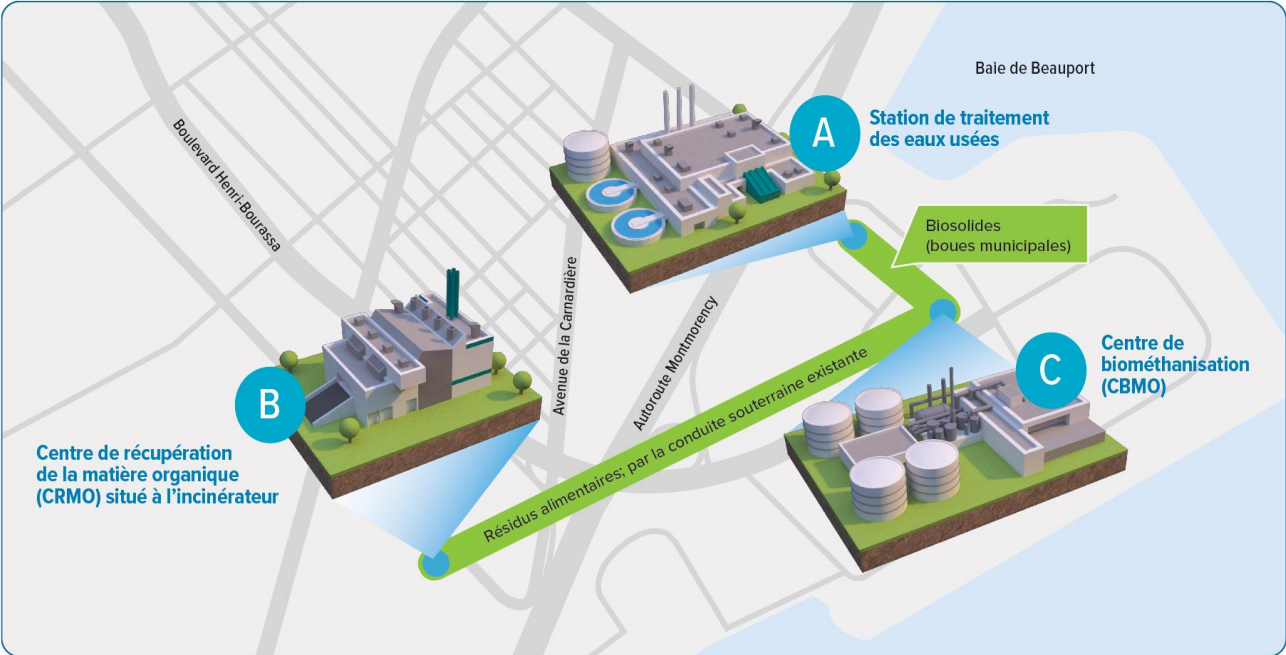 Baie de Beauport
A
Station de traitement
des eaux usées
Biosolides
(boues municipales)
Boulevard Henri-Bourassa
Avenue de la Carnardière
Autoroute Montmorency
B
Centre de récupération
de la matière organique
(CRMO) situé à l’incinérateur
Résidus alimentaires; par la conduite souterraine existante
C
Centre de
biométhanisation
(CBMO)